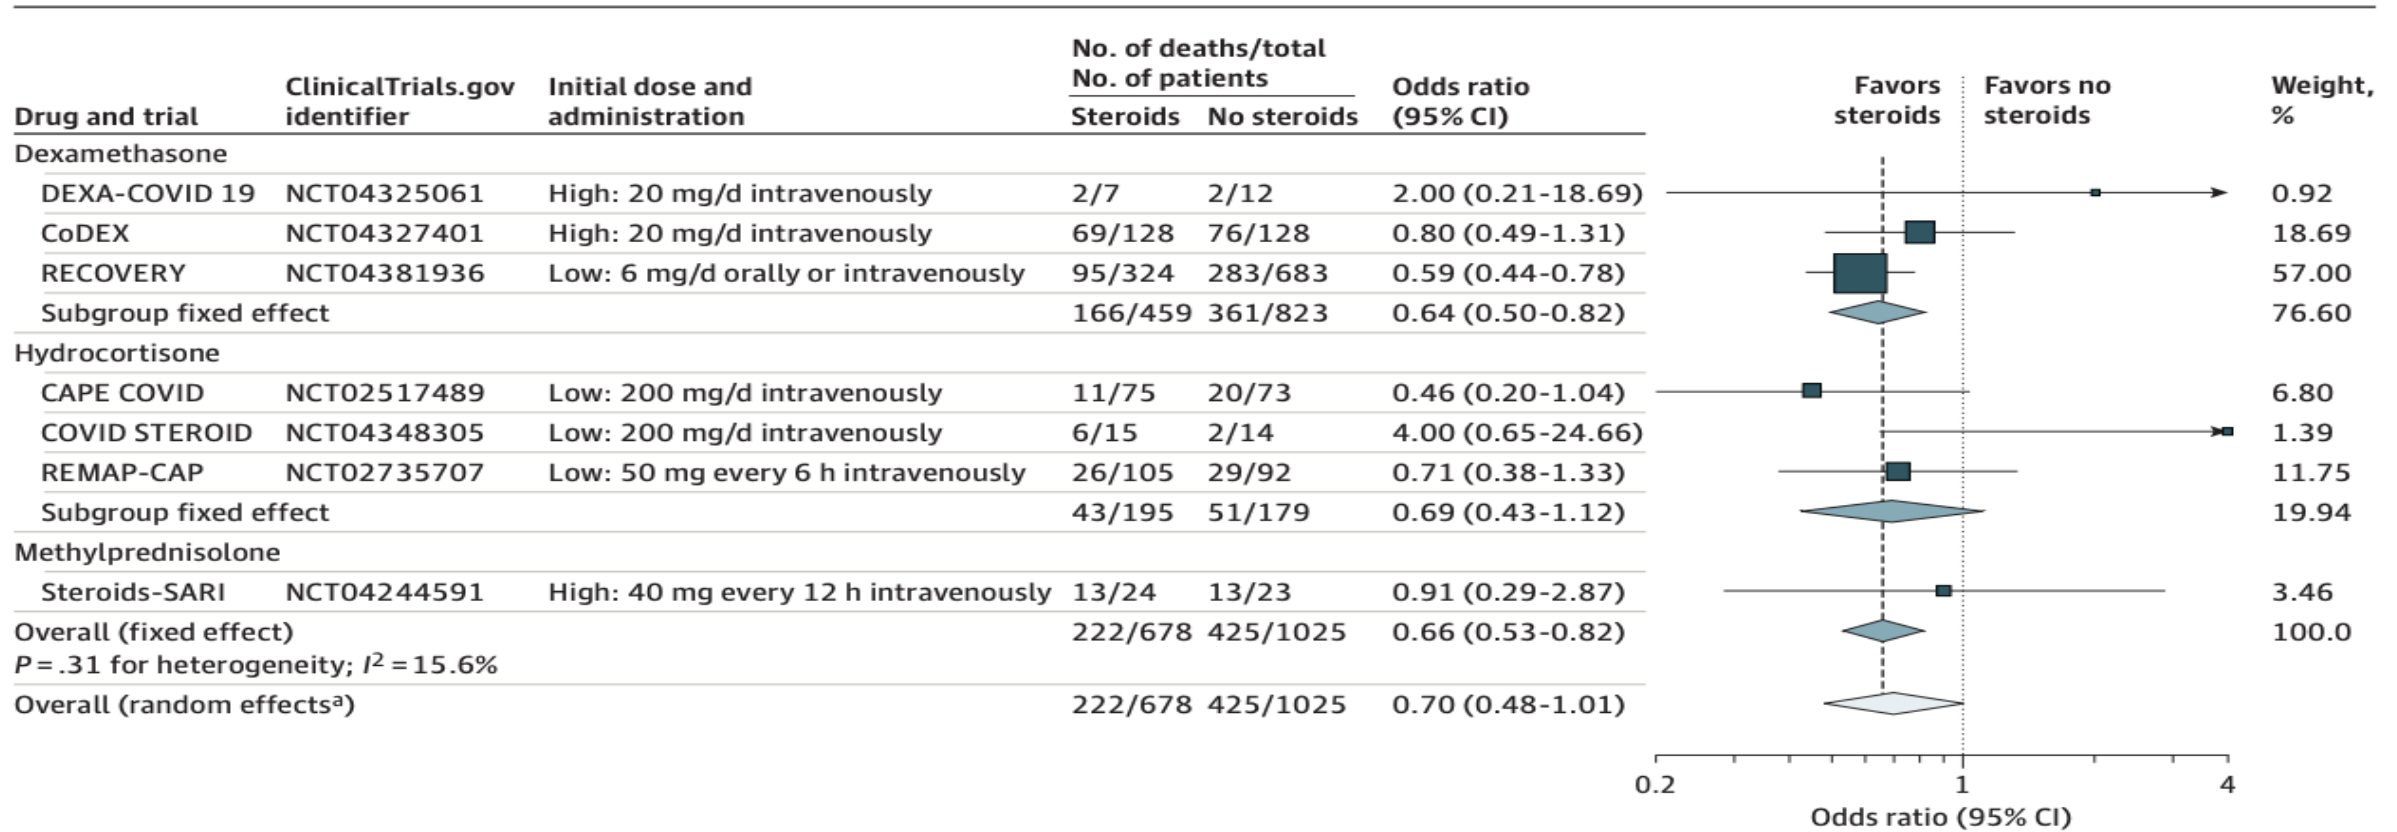 No. of deaths/total
No. of patients
Drug and trial ClinicalTrials.gov identifier Initial dose and administration Steroids No steroids Odds ratio (95% CI) Favors steroids Favors no steroids Weight, %
Dexamethasone
DEXA-COVID 19 NCT04325061 High: 20 mg/d intravenously 2/7 2/12 2.00 (0.21-18.69) 0.92
CoDEX NCT04327401 High: 20 mg/d intravenously 69/128 76/128 0.80 (0.49-1.31) 18.69
RECOVERY NCT04381936 Low: 6 mg/d orally or intravenously 95/324 283/683 0.59 (0.44-0.78) 57.00
Subgroup fixed effect 166/459 361/823 0.64 (0.50-0.82) 76.60
Hydrocortisone
CAPE COVID NCT02517489 Low: 200 mg/d intravenously 11/75 20/73 0.46 (0.20-1.04) 6.80
COVID STEROID NCT04348305 Low: 200 mg/d intravenously 6/15 2/14 4.00 (0.65-24.66) 1.39
REMAP-CAP NCT02735707 Low: 50 mg every 6 h intravenously 26/105 29/92 0.71 (0.38-1.33) 11.75
Subgroup fixed effect 43/195 51/179 0.69 (0.43-1.12) 19.94
Methylprednisolone
Steroids-SARI NCT04244591 High: 40 mg every 12 h intravenously 13/24 13/23 0.91 (0.29-2.87) 3.46
Overall (fixed effect) 222/678 425/1025 0.66 (0.53-0.82) 100.0
P = .31 for heterogeneity; I2 = 15.6%
Overall (random effectsa) 222/678 425/1025 0.70 (0.48-1.01)
0.2 1 4
Odds ratio (95% CI)